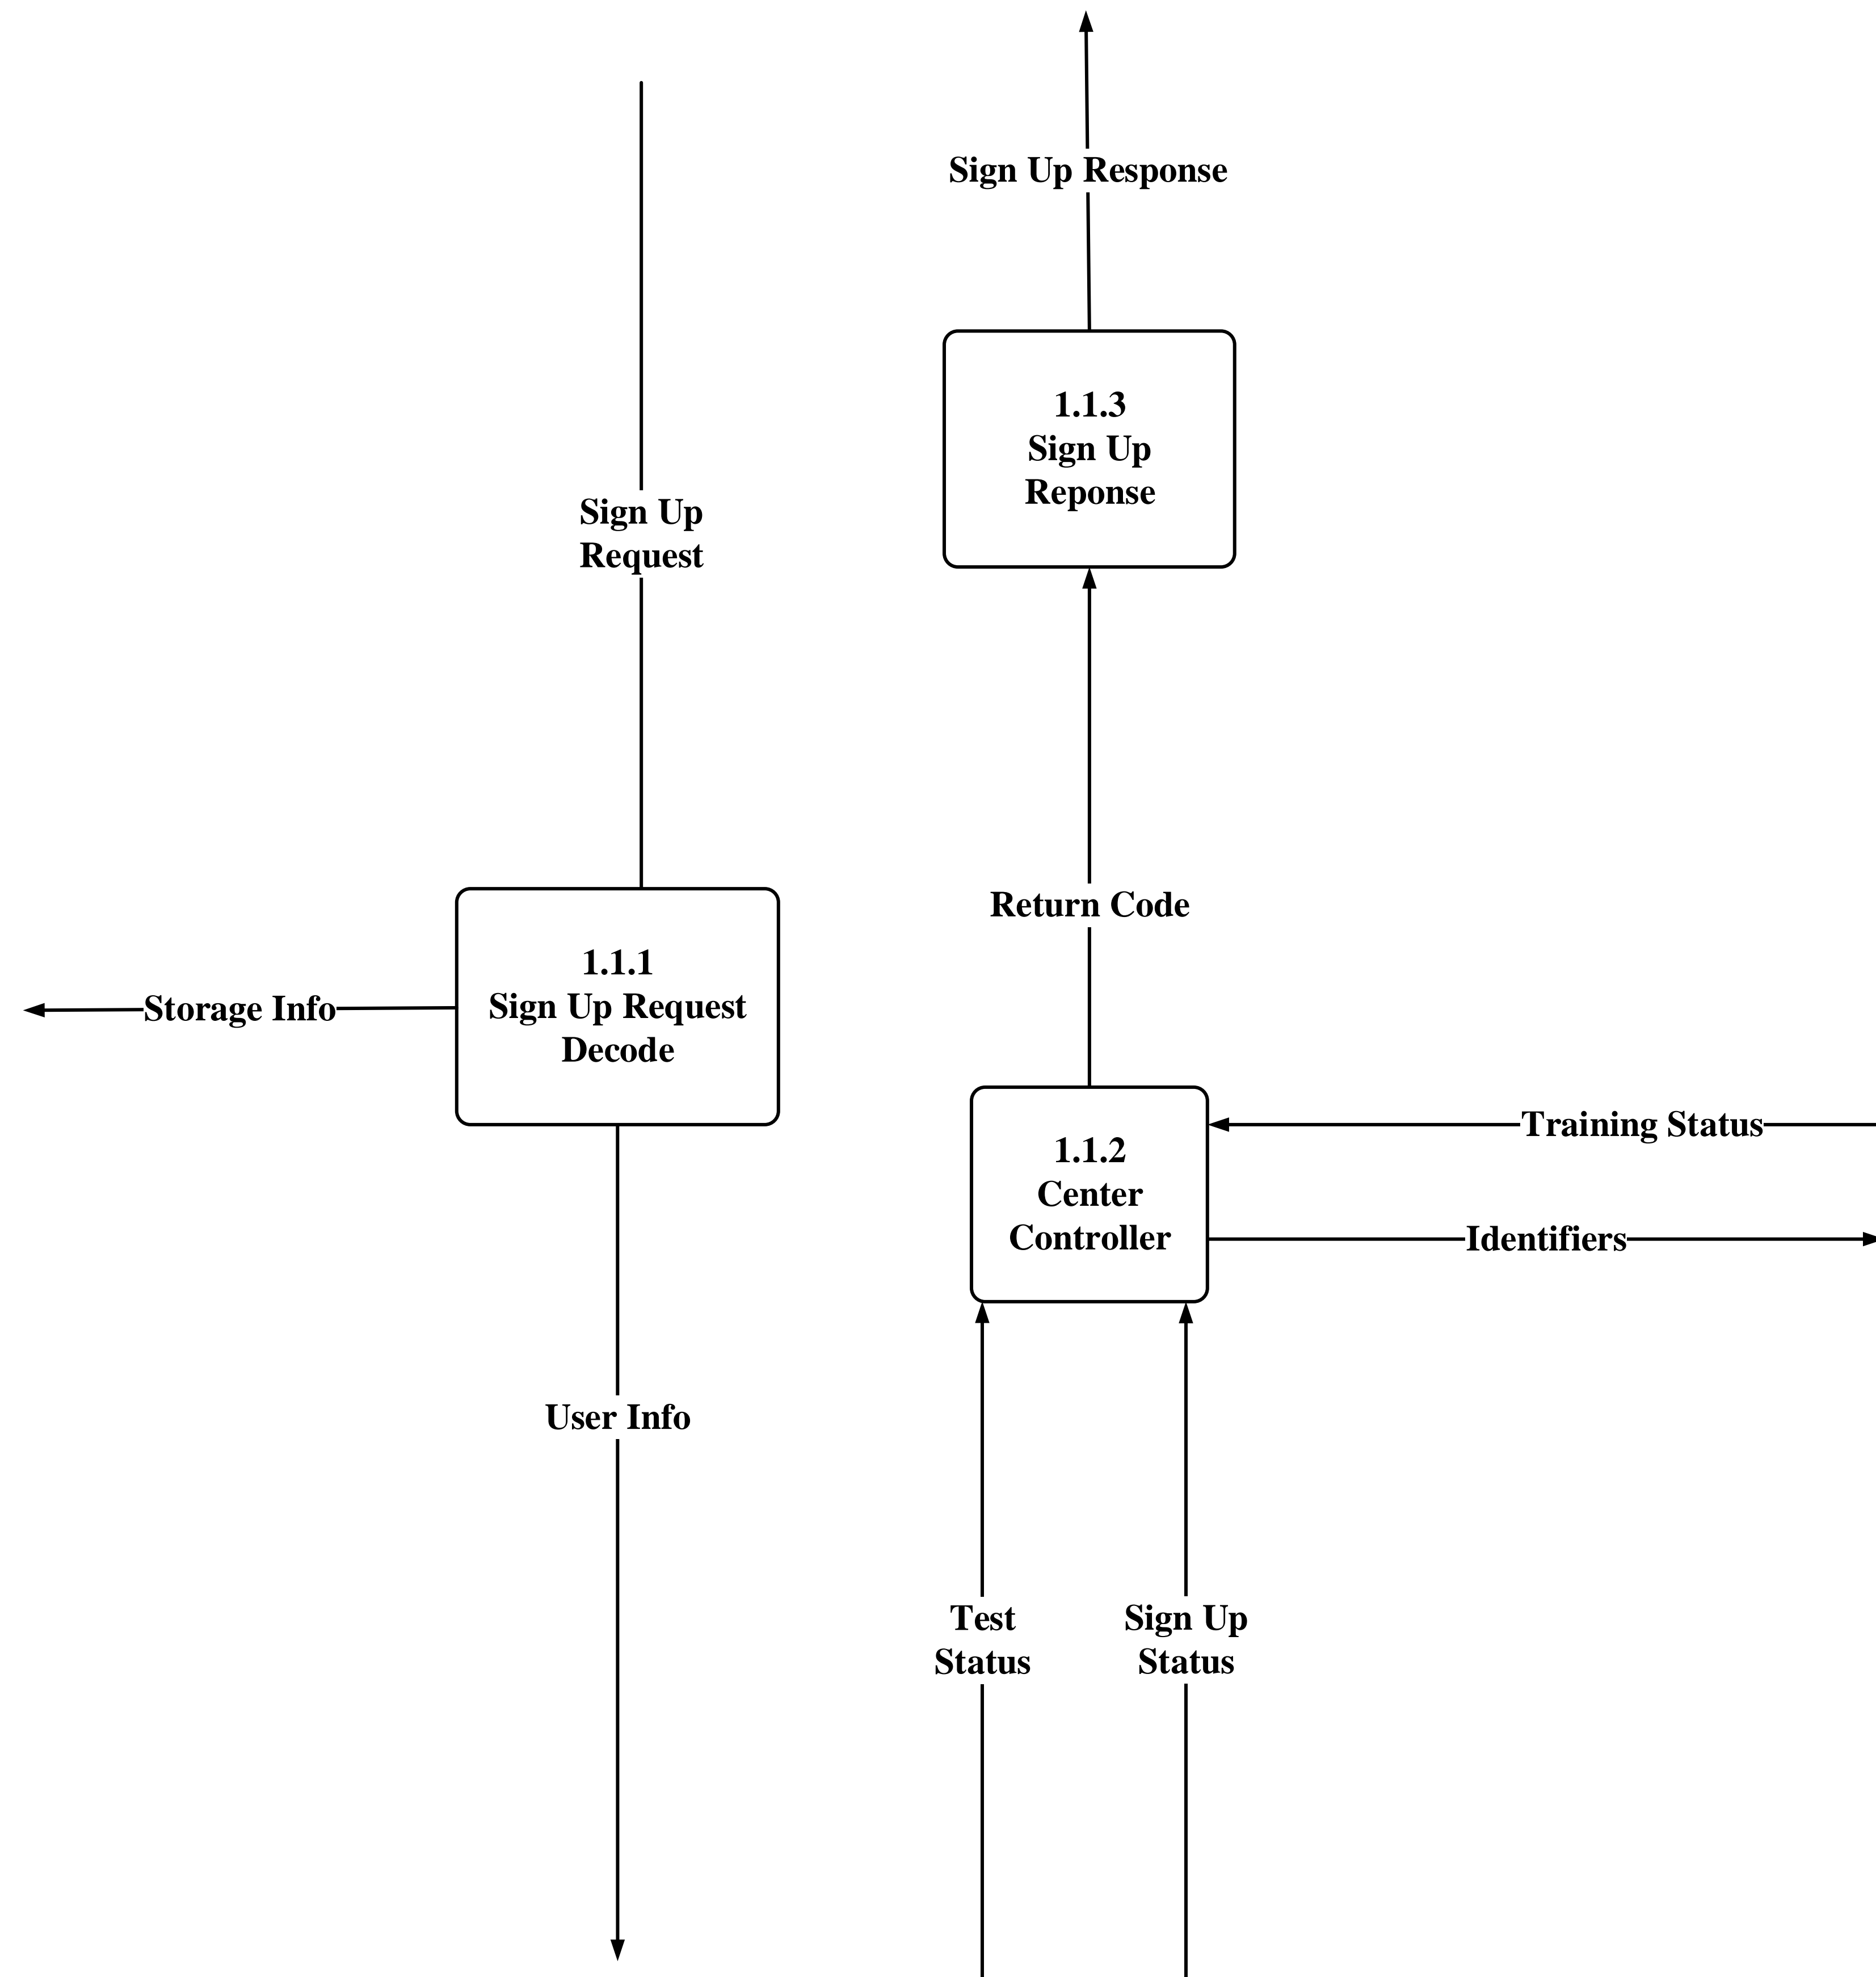 Sign Up Response
1.1.3
Sign Up
Reponse
Sign Up
Request
Return Code
1.1.1
Sign Up Request
Decode
Storage Info
1.1.2
Center
Controller
Training Status
Identifiers
User Info
Test
Status
Sign Up
Status